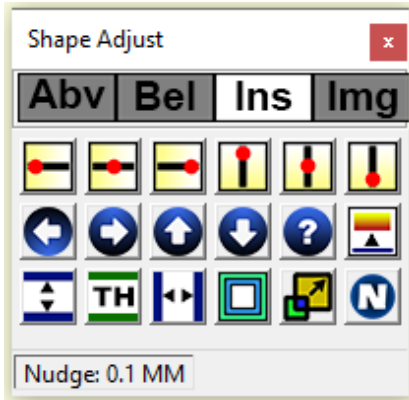 Shape Adjust x
Abv Bel Ins Img
?
TH N
Nudge: 0.1 MM